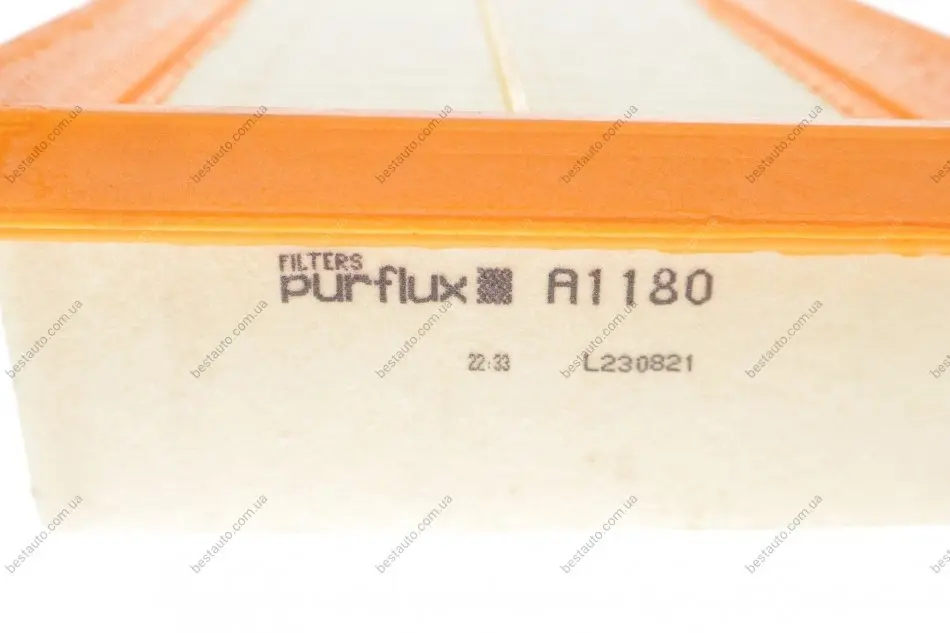 FILTERS
purflux A1180
22:33 L230821
bestauto.com.ua